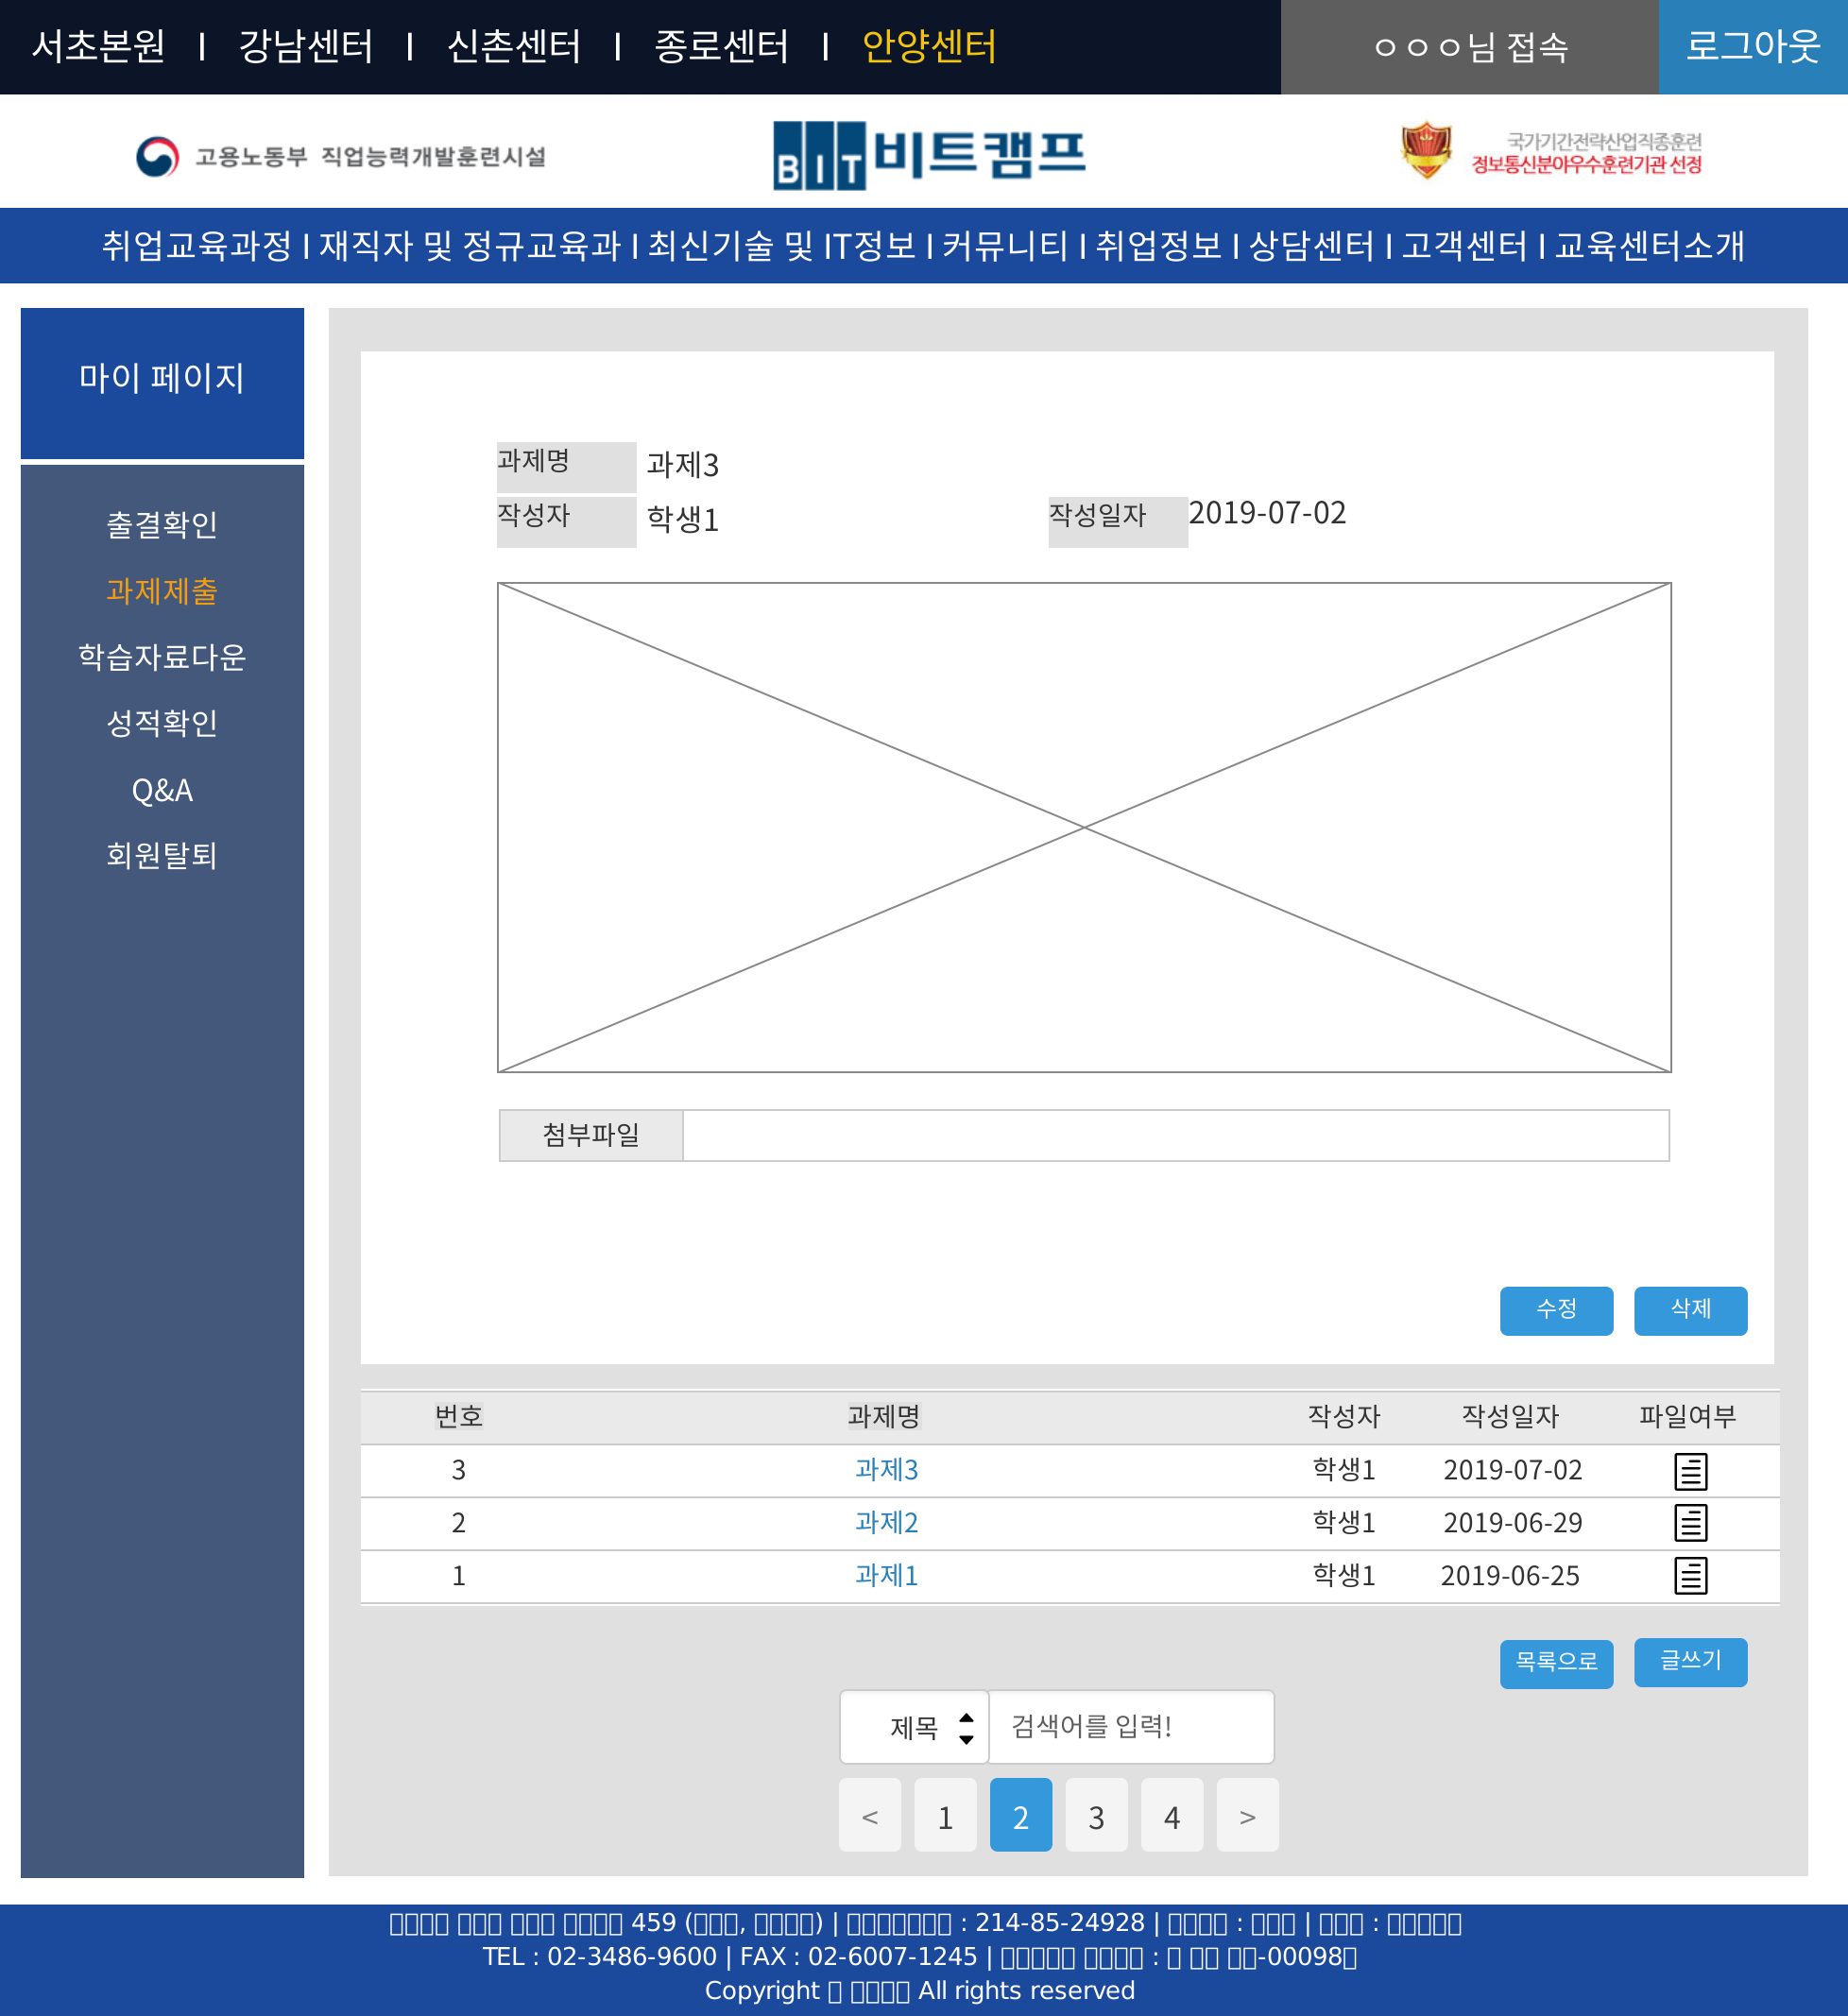 서초본원 ㅣ 강남센터 ㅣ 신촌센터 ㅣ 종로센터 ㅣ 안양센터
ㅇㅇㅇ님 접속
로그아웃
고용노동부 직업능력개발훈련시설
BIT 비트캠프
국가기간전략산업직종훈련
정보통신분야우수훈련기관 선정
취업교육과정 l 재직자 및 정규교육과 l 최신기술 및 IT정보 l 커뮤니티 l 취업정보 l 상담센터 l 고객센터 l 교육센터소개
마이 페이지
출결확인
과제제출
학습자료다운
성적확인
Q&A
회원탈퇴
과제명 과제3
작성자 학생1 작성일자 2019-07-02
첨부파일
수정 삭제
번호 과제명 작성자 작성일자 파일여부
3 과제3 학생1 2019-07-02
2 과제2 학생1 2019-06-29
1 과제1 학생1 2019-06-25
목록으로 글쓰기
제목 검색어를 입력!
< 1 2 3 4 >
459 ( , ) | : 214-85-24928 | : | :
TEL : 02-3486-9600 | FAX : 02-6007-1245 | : -00098
Copyright All rights reserved